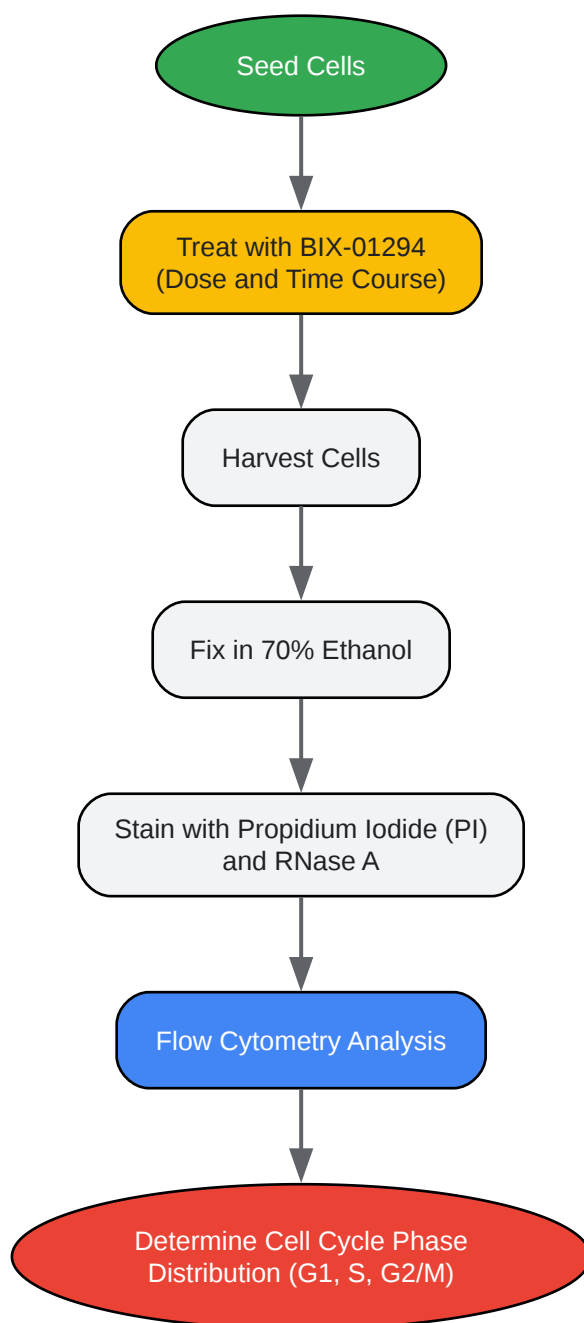 Seed Cells
Treat with BIX-01294
(Dose and Time Course)
Harvest Cells
Fix in 70% Ethanol
Stain with Propidium Iodide (PI)
and RNase A
Flow Cytometry Analysis
Determine Cell Cycle Phase
Distribution (G1, S, G2/M)